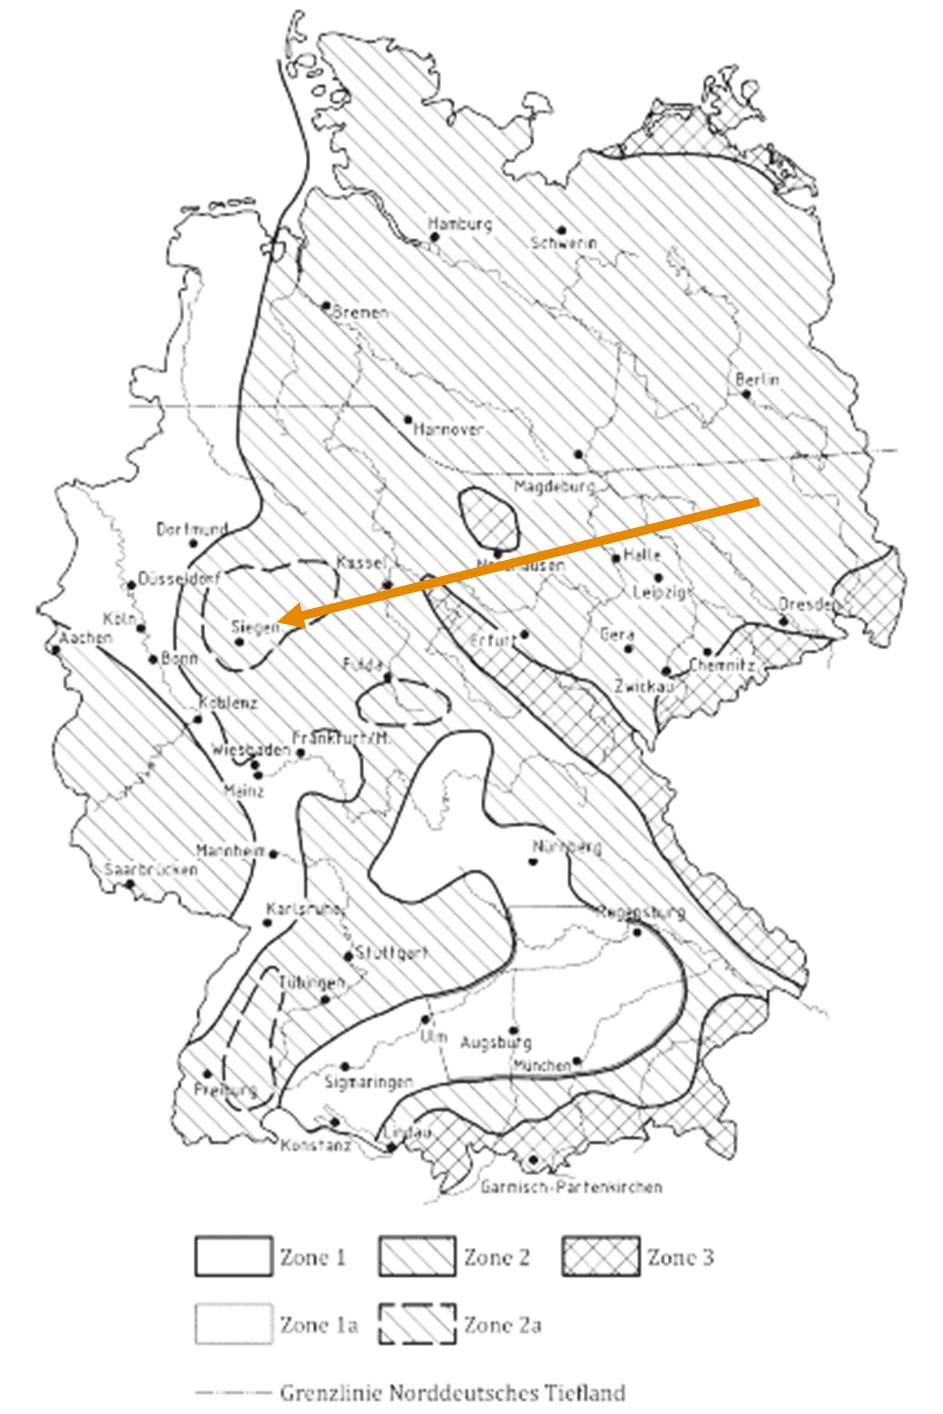 Hamburg
Schwerin
Bremen
Berlin
Hannover
Magdeburg
Dortmund
Kassel
Halle
Düsseldorf
Leipzig
Dresden
Köln
Siegen
Erfurt
Gera
Aachen
Bonn
Chemnitz
Fulda
Zwickau
Koblenz
Wiesbaden
Frankfurt/M.
Mainz
Mannheim
Nürnberg
Saarbrücken
Karlsruhe
Regensburg
Stuttgart
Tübingen
Ulm
Augsburg
München
Freiburg
Sigmaringen
Konstanz
Lindau
Garmisch-Partenkirchen
Zone 1
Zone 2
Zone 3
Zone 1a
Zone 2a
Grenzlinie Norddeutsches Tiefland